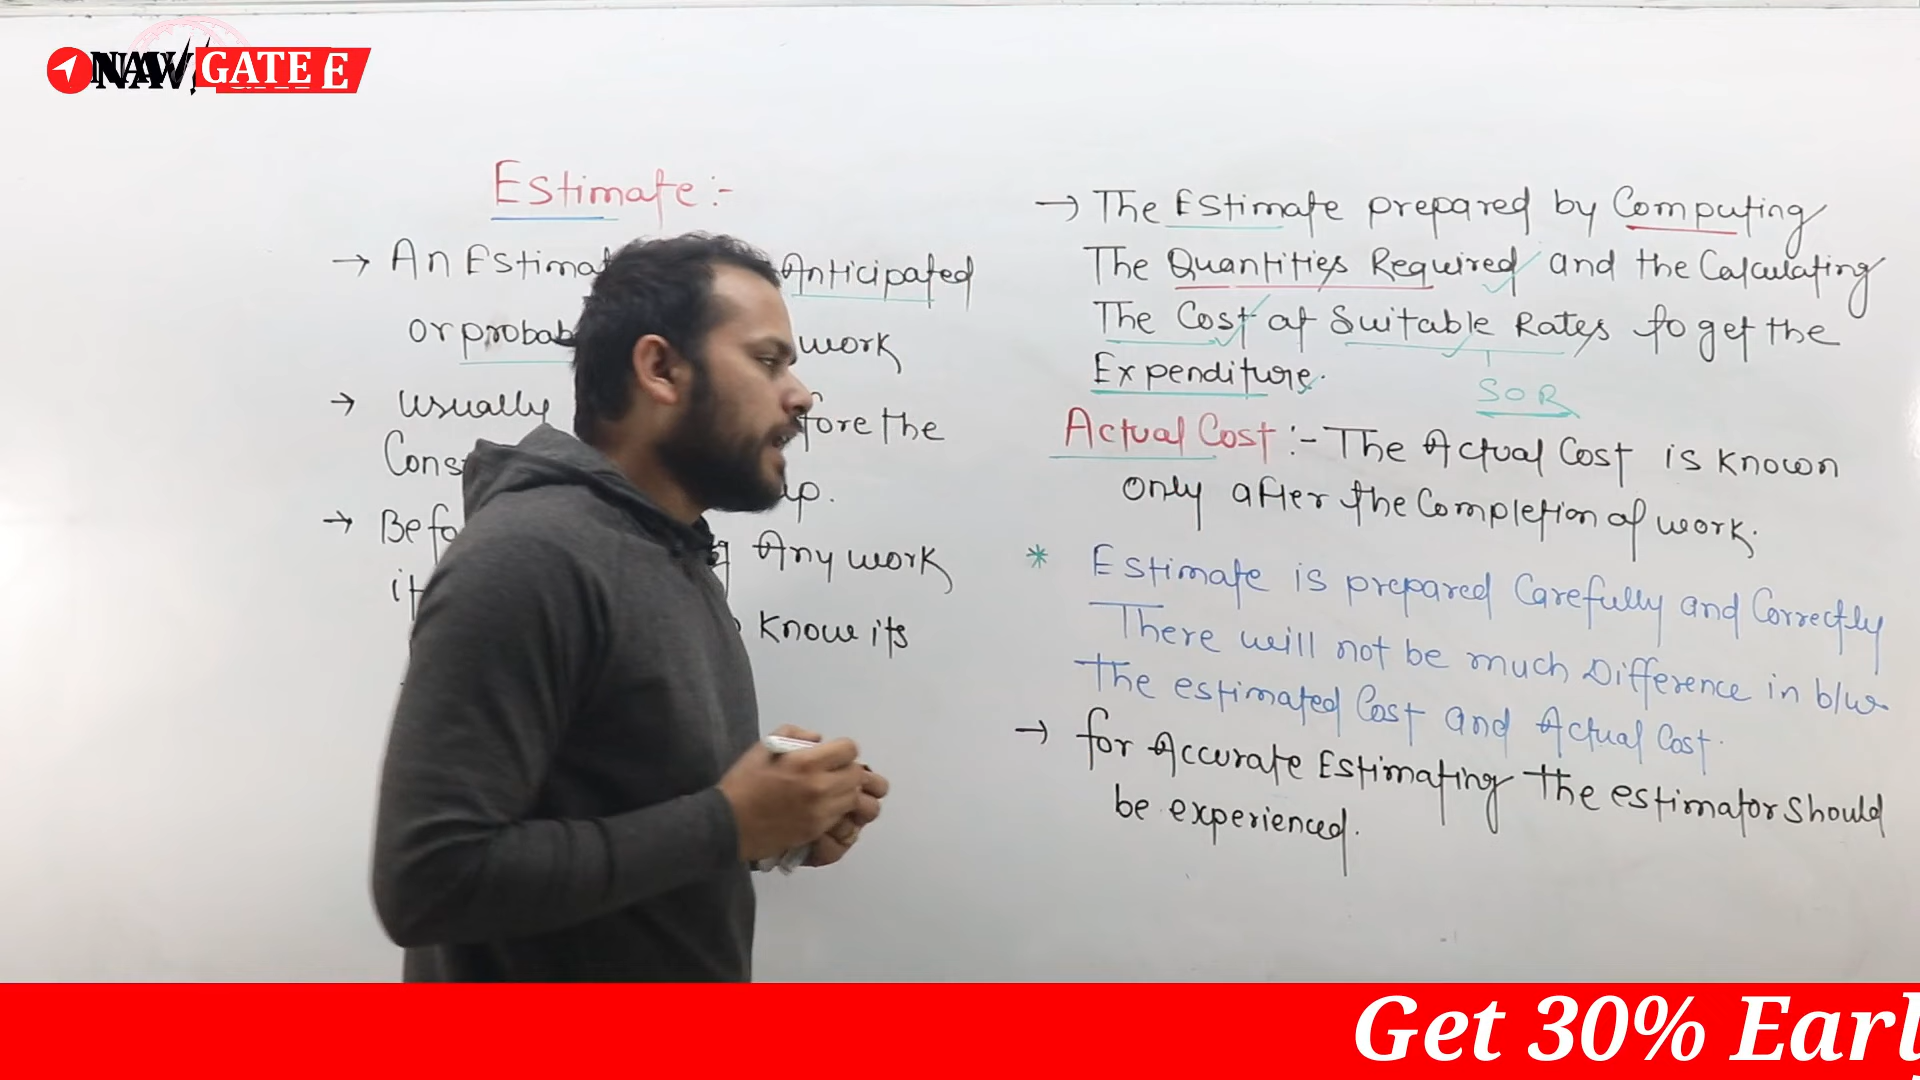 NAVIGATE E
Estimate :-
→ An Estima Anticipated
or probab work
→ usually fore the
Cons up.
→ Befo g Any work
it know its
→ The Estimate prepared by Computing
The Quantities Required and the Calculating
The Cost at Suitable Rates to get the
Expenditure.
SOR
Actual Cost :- The Actual Cost is known
only after the Completion of work.
* Estimate is prepared Carefully and Correctly
There will not be much Difference in b/w
the estimated Cost and Actual Cost.
→ for Accurate Estimating the estimator should
be experienced.
Get 30% Earl